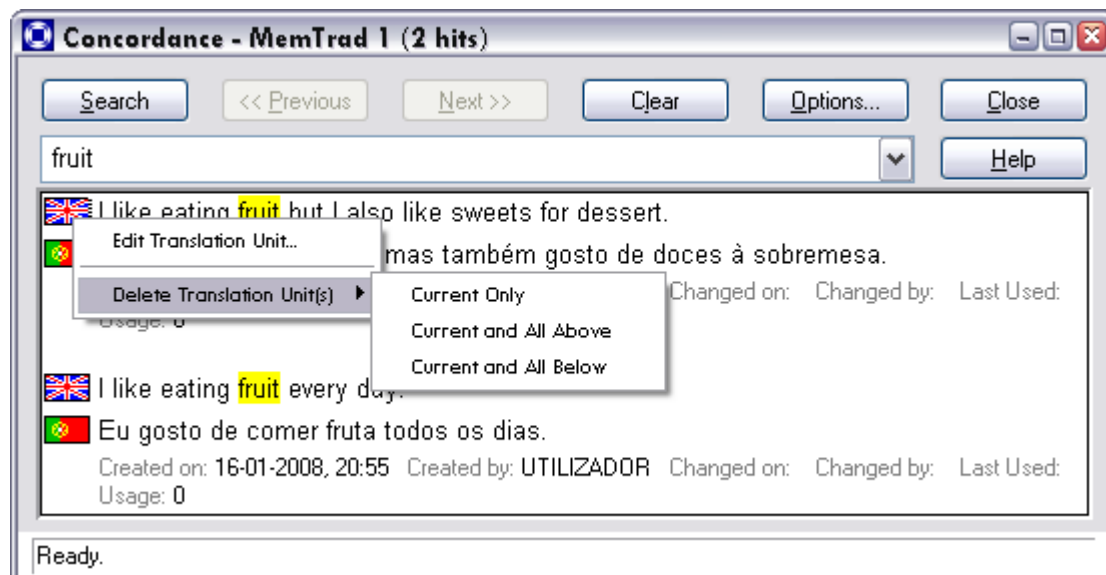 Concordance - MemTrad 1 (2 hits)
Search << Previous Next >> Clear Options... Close
fruit Help
I like eating fruit but I also like sweets for dessert.
Edit Translation Unit...
mas também gosto de doces à sobremesa.
Delete Translation Unit(s) Current Only Changed on: Changed by: Last Used:
Usage: 0
Current and All Above
Current and All Below
I like eating fruit every day.
Eu gosto de comer fruta todos os dias.
Created on: 16-01-2008, 20:55 Created by: UTILIZADOR Changed on: Changed by: Last Used:
Usage: 0
Ready.